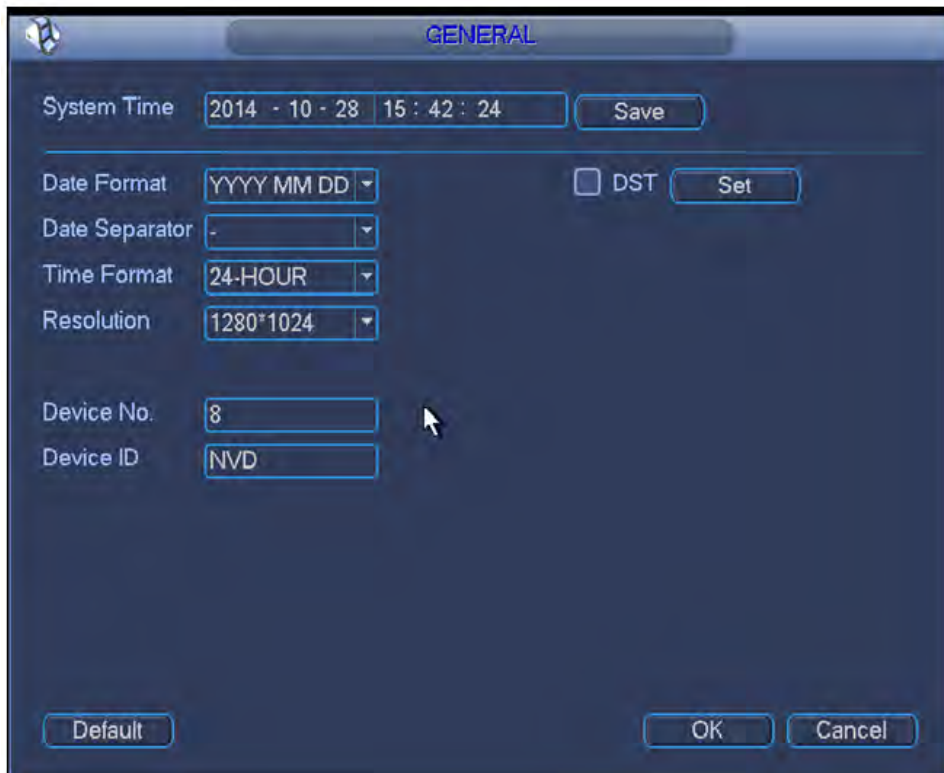 GENERAL
System Time 2014 - 10 - 28 15 : 42 : 24 Save
Date Format YYYY MM DD DST Set
Date Separator -
Time Format 24-HOUR
Resolution 1280*1024
Device No. 8
Device ID NVD
Default OK Cancel